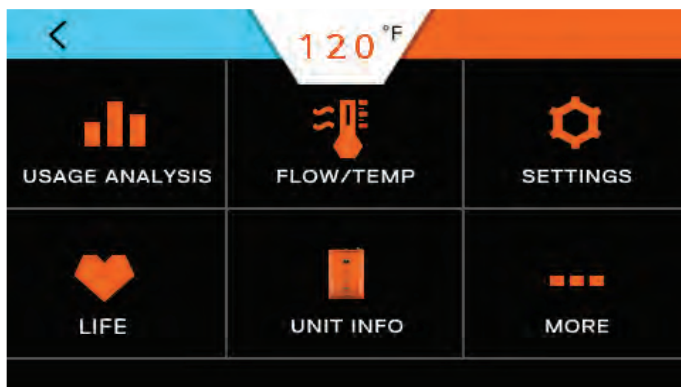 120 °F
USAGE ANALYSIS
FLOW/TEMP
SETTINGS
LIFE
UNIT INFO
MORE